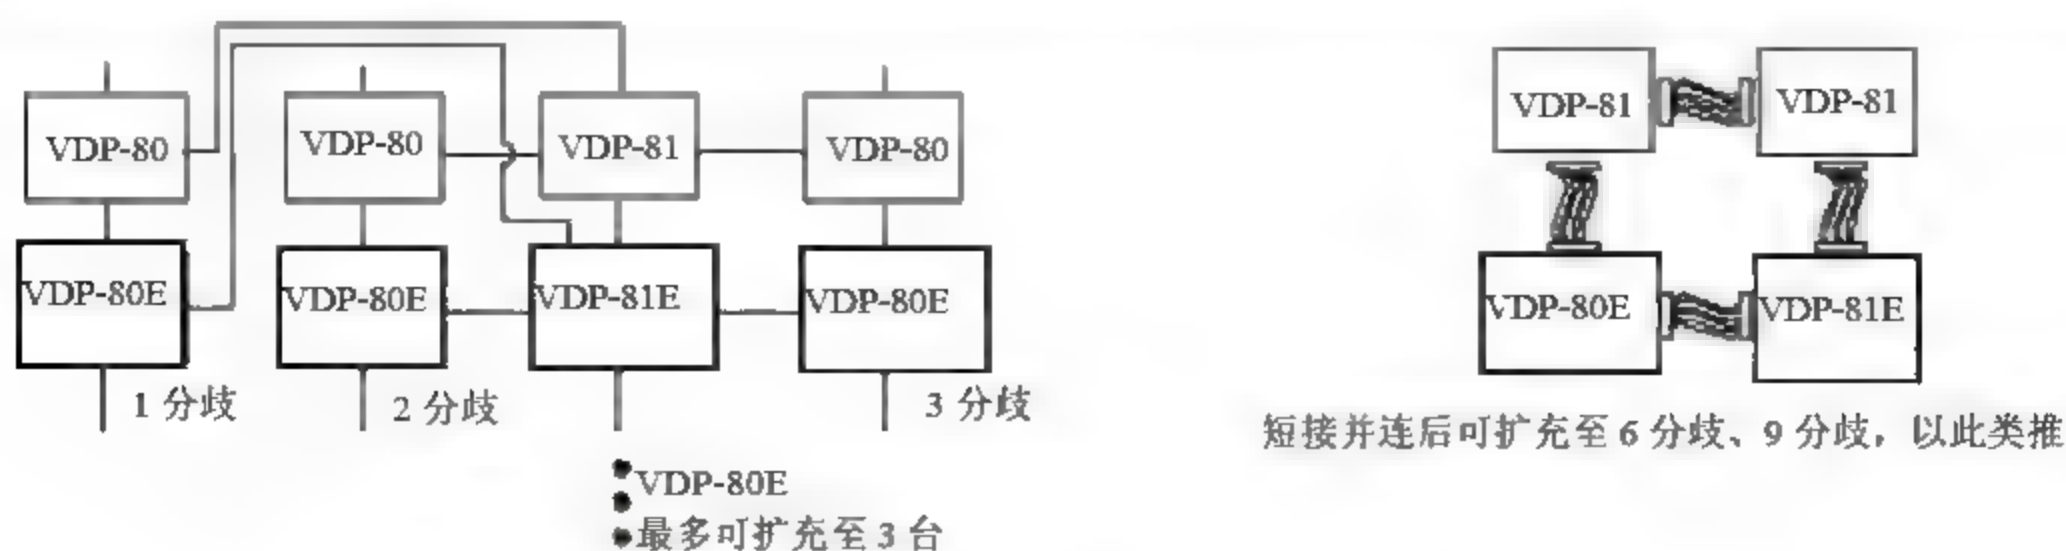 VDP-80
VDP-80
VDP-81
VDP-80
VDP-80E
VDP-80E
VDP-81E
VDP-80E
1 分歧
2 分歧
3 分歧
VDP-80E
最多可扩充至 3 台
VDP-81
VDP-81
VDP-80E
VDP-81E
短接并连后可扩充至 6 分歧、9 分歧，以此类推